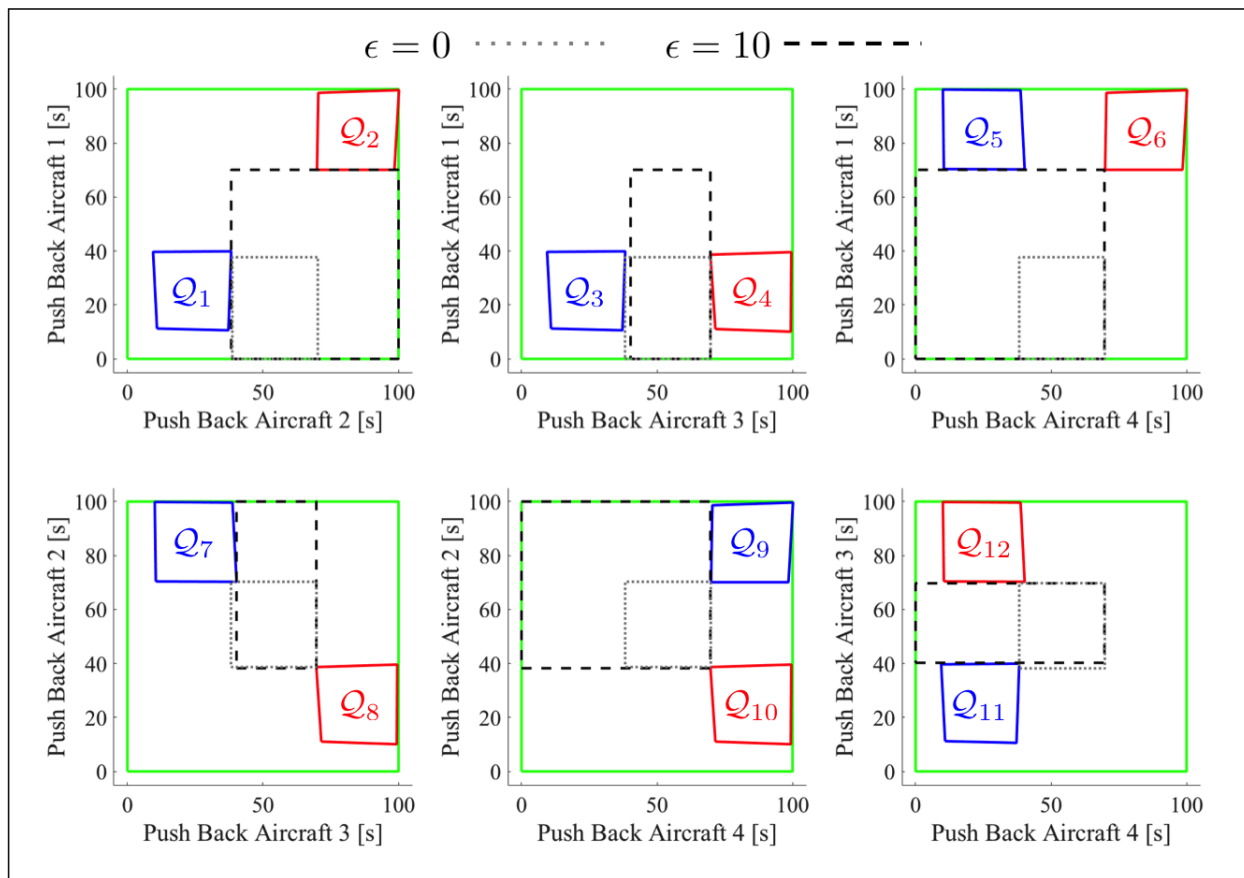 ϵ = 0 ϵ = 10
Push Back Aircraft 1 [s]
100
80
60
40
20
0
Q2
Q1
0 50 100
Push Back Aircraft 2 [s]
Push Back Aircraft 1 [s]
100
80
60
40
20
0
Q3 Q4
0 50 100
Push Back Aircraft 3 [s]
Push Back Aircraft 1 [s]
100
80
60
40
20
0
Q5 Q6
0 50 100
Push Back Aircraft 4 [s]
Push Back Aircraft 2 [s]
100
80
60
40
20
0
Q7
Q8
0 50 100
Push Back Aircraft 3 [s]
Push Back Aircraft 2 [s]
100
80
60
40
20
0
Q9
Q10
0 50 100
Push Back Aircraft 4 [s]
Push Back Aircraft 3 [s]
100
80
60
40
20
0
Q12
Q11
0 50 100
Push Back Aircraft 4 [s]